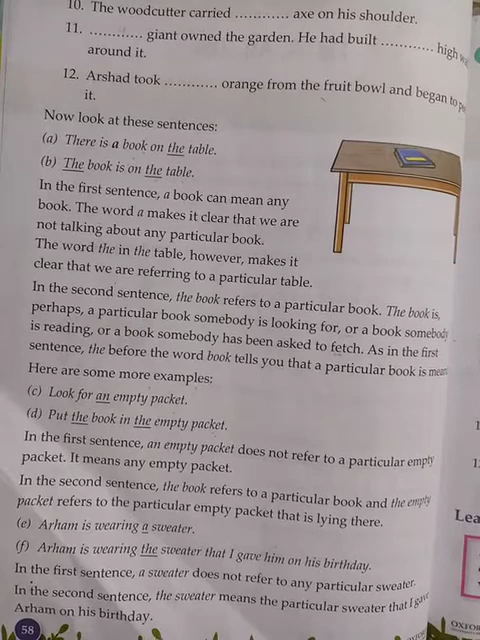 10. The woodcutter carried ............ axe on his shoulder.
11. ............ giant owned the garden. He had built ............ high
around it.
12. Arshad took ............ orange from the fruit bowl and began to
it.
Now look at these sentences:
(a) There is a book on the table.
(b) The book is on the table.
In the first sentence, a book can mean any
book. The word a makes it clear that we are
not talking about any particular book.
The word the in the table, however, makes it
clear that we are referring to a particular table.
In the second sentence, the book refers to a particular book. The book is,
perhaps, a particular book somebody is looking for, or a book somebody
is reading, or a book somebody has been asked to fetch. As in the first
sentence, the before the word book tells you that a particular book is
Here are some more examples:
(c) Look for an empty packet.
(d) Put the book in the empty packet.
In the first sentence, an empty packet does not refer to a particular empty
packet. It means any empty packet.
In the second sentence, the book refers to a particular book and the empty
packet refers to the particular empty packet that is lying there.
(e) Arham is wearing a sweater.
(f) Arham is wearing the sweater that I gave him on his birthday.
In the first sentence, a sweater does not refer to any particular sweater.
In the second sentence, the sweater means the particular sweater that I gave
Arham on his birthday.
58
Lea
OXFOR